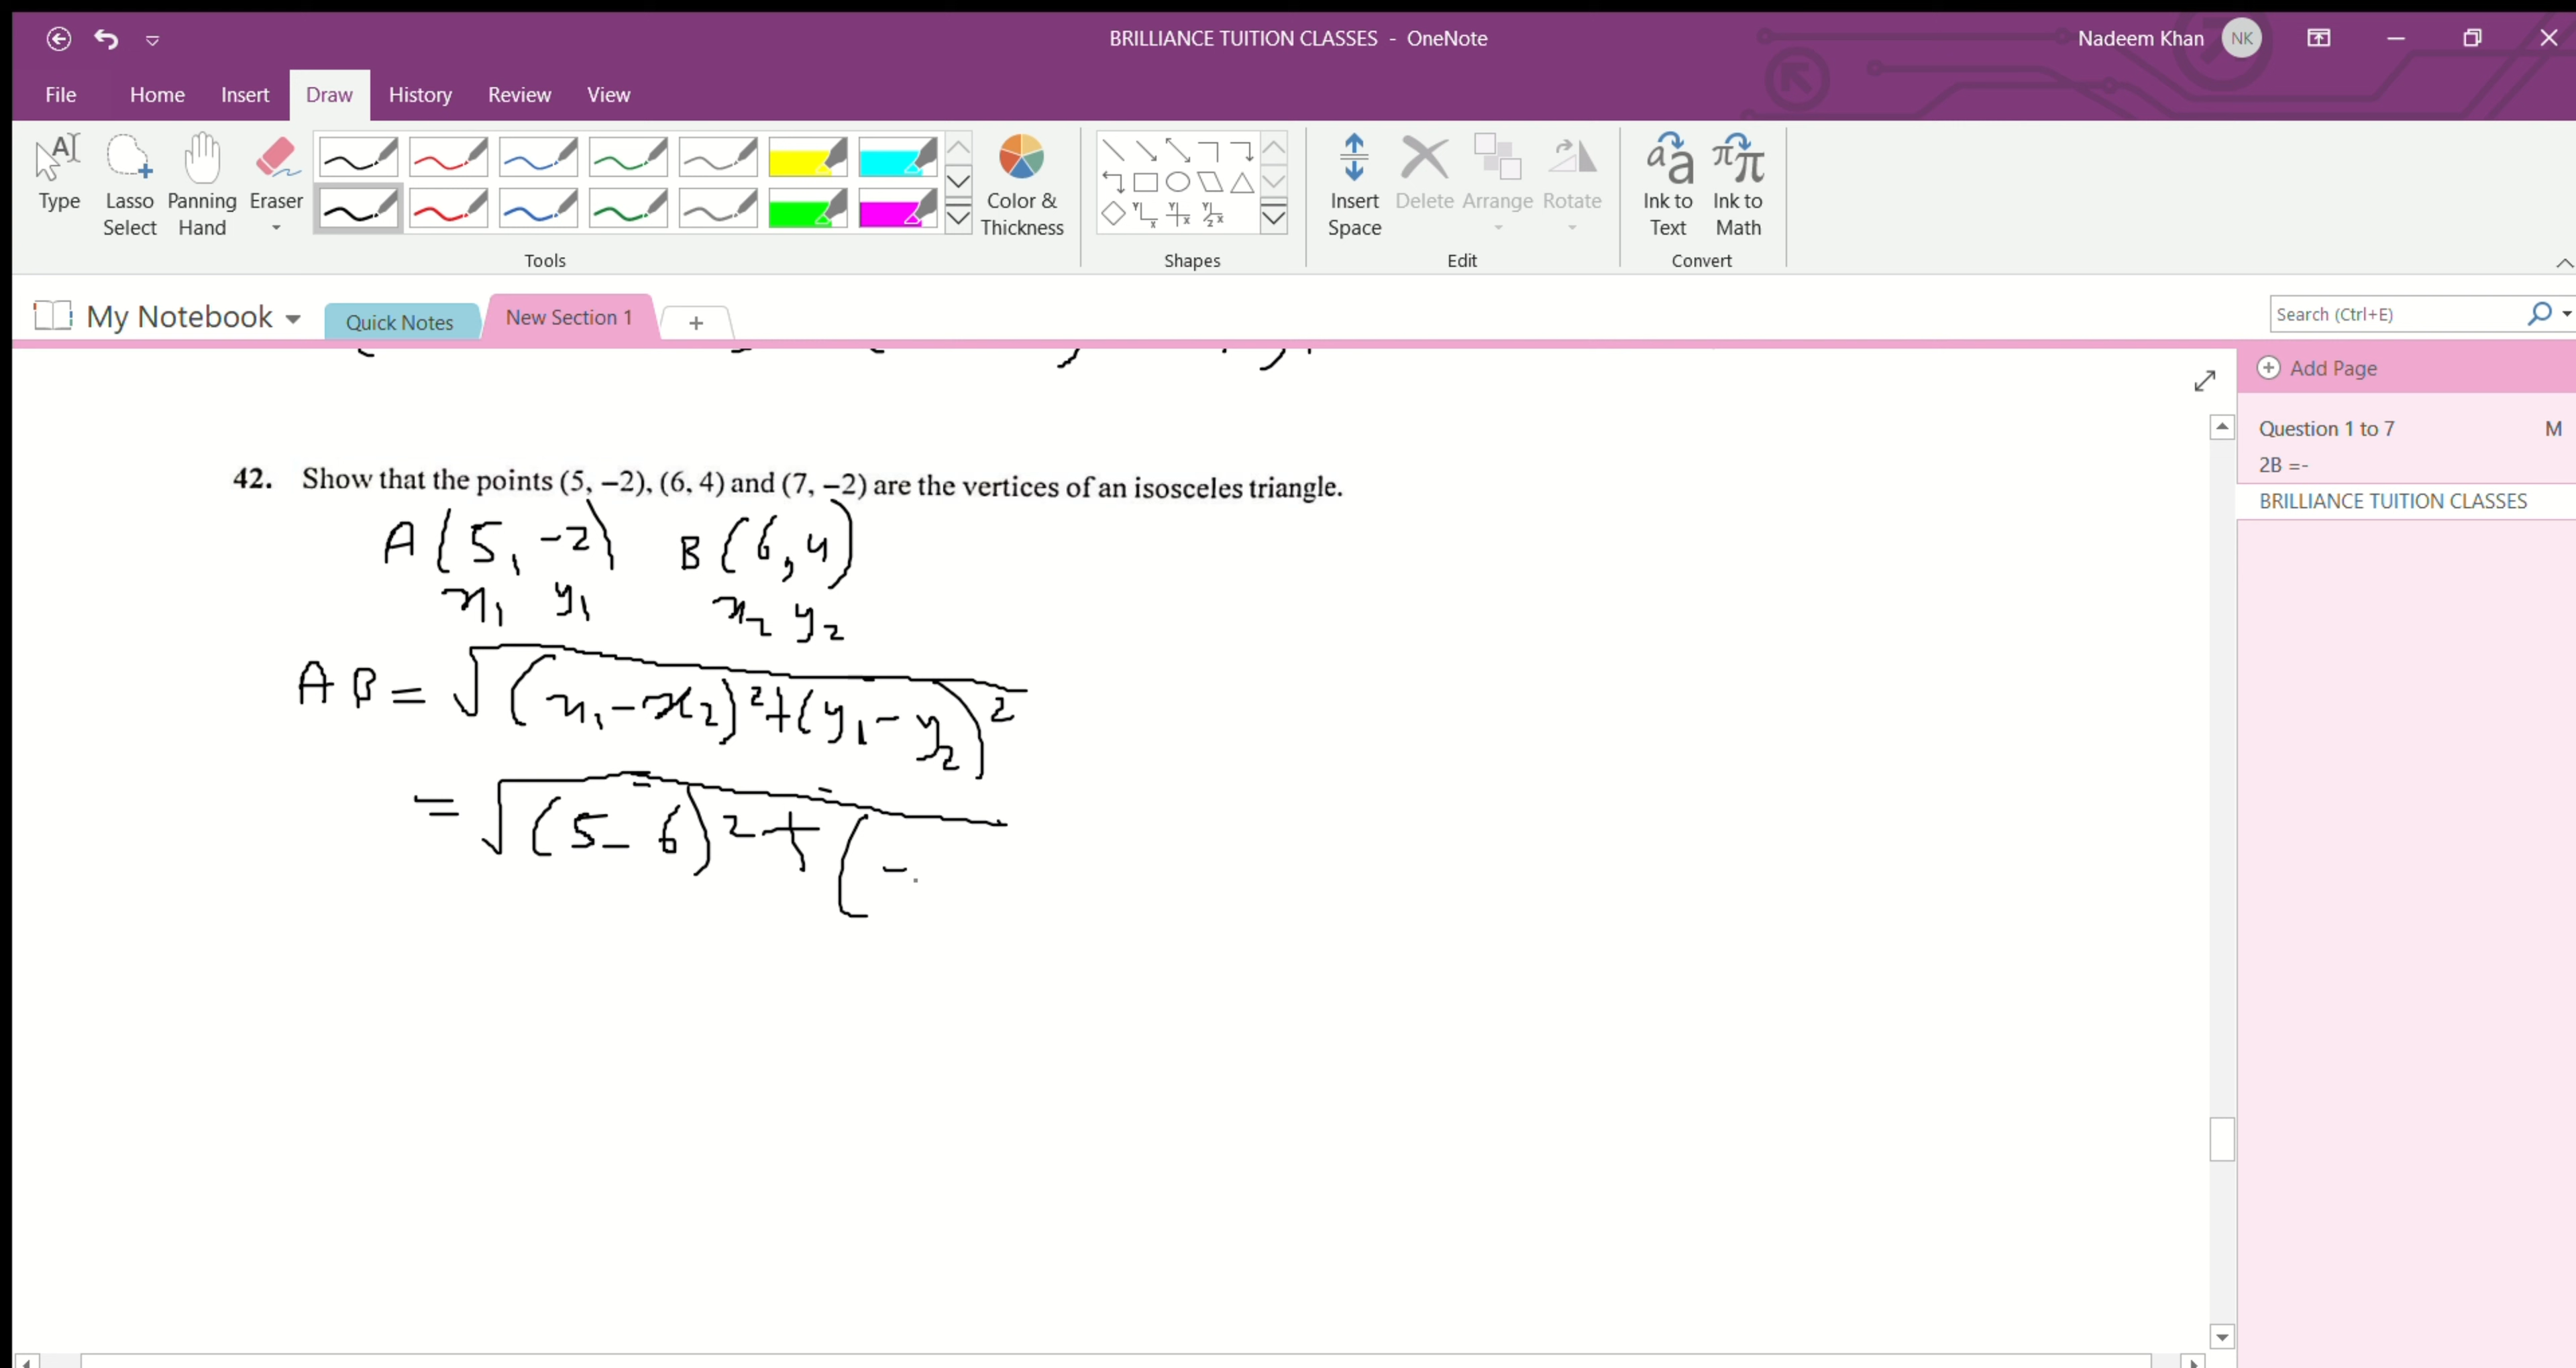 BRILLIANCE TUITION CLASSES - OneNote
Nadeem Khan NK
File Home Insert Draw History Review View
Type
Lasso Select
Panning Hand
Eraser
Color & Thickness
Insert Space
Delete
Arrange
Rotate
Ink to Text
Ink to Math
Tools
Shapes
Edit
Convert
My Notebook
Quick Notes
New Section 1
+
Search (Ctrl+E)
Add Page
Question 1 to 7 M
2B =-
BRILLIANCE TUITION CLASSES
42. Show that the points (5, −2), (6, 4) and (7, −2) are the vertices of an isosceles triangle.
A (5, -2) B (6, 4)
x₁ y₁ x₂ y₂
AB = √(x₁-x₂)²+(y₁-y₂)²
= √(5-6)²+(-